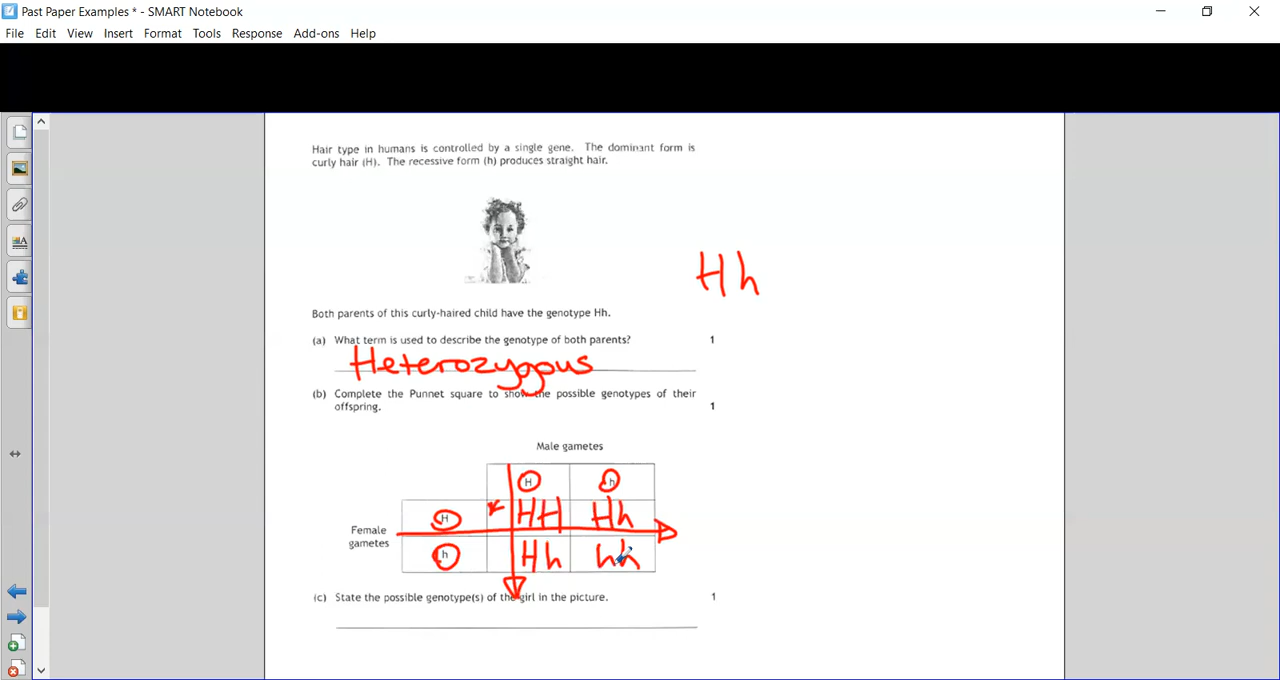 Past Paper Examples * - SMART Notebook
File Edit View Insert Format Tools Response Add-ons Help
Hair type in humans is controlled by a single gene. The dominant form is
curly hair (H). The recessive form (h) produces straight hair.
H h
Both parents of this curly-haired child have the genotype Hh.
(a) What term is used to describe the genotype of both parents? 1
Heterozygous
(b) Complete the Punnet square to show the possible genotypes of their
offspring. 1
Male gametes
H h
H HH Hh
Female
gametes
h Hh hh
(c) State the possible genotype(s) of the girl in the picture. 1